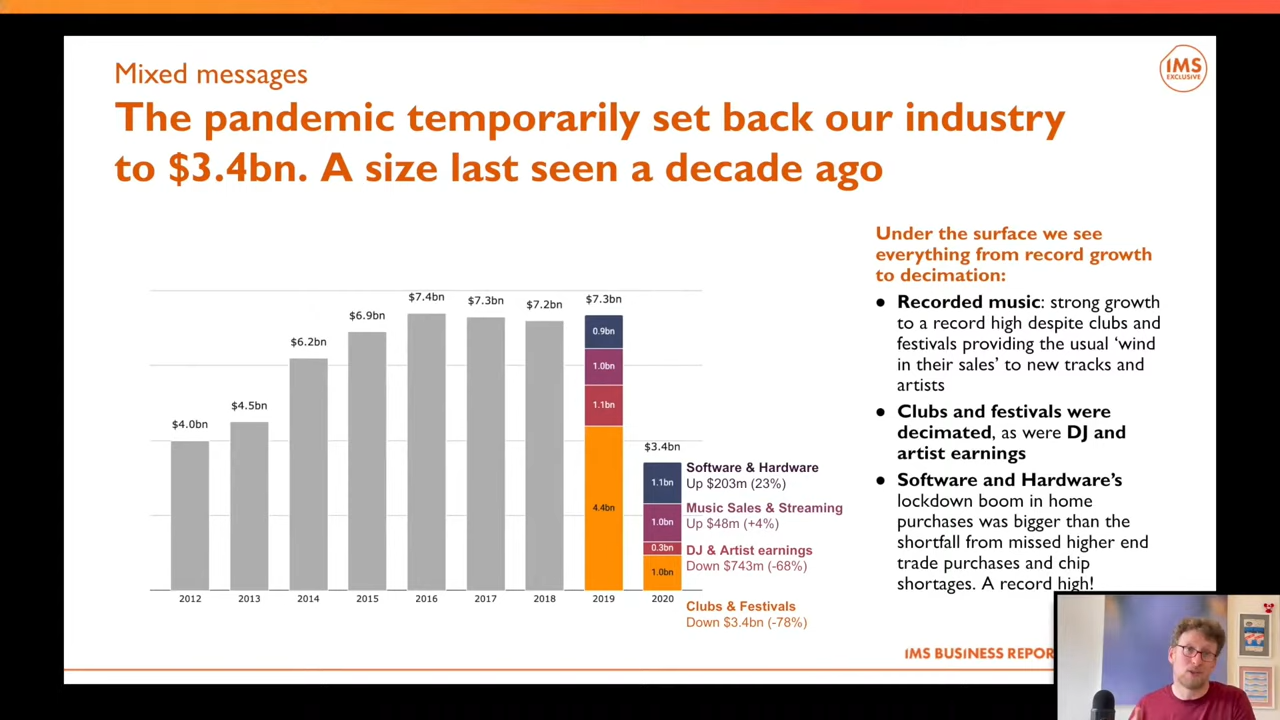 Mixed messages
The pandemic temporarily set back our industry
to $3.4bn. A size last seen a decade ago
IMS
EXCLUSIVE
Under the surface we see
everything from record growth
to decimation:
● Recorded music: strong growth
to a record high despite clubs and
festivals providing the usual ‘wind
in their sales’ to new tracks and
artists
● Clubs and festivals were
decimated, as were DJ and
artist earnings
● Software and Hardware’s
lockdown boom in home
purchases was bigger than the
shortfall from missed higher end
trade purchases and chip
shortages. A record high!
$4.0bn
$4.5bn
$6.2bn
$6.9bn
$7.4bn
$7.3bn
$7.2bn
$7.3bn
0.9bn
1.0bn
1.1bn
4.4bn
$3.4bn
1.1bn
1.0bn
0.3bn
1.0bn
Software & Hardware
Up $203m (23%)
Music Sales & Streaming
Up $48m (+4%)
DJ & Artist earnings
Down $743m (-68%)
Clubs & Festivals
Down $3.4bn (-78%)
2012 2013 2014 2015 2016 2017 2018 2019 2020
IMS BUSINESS REPOR